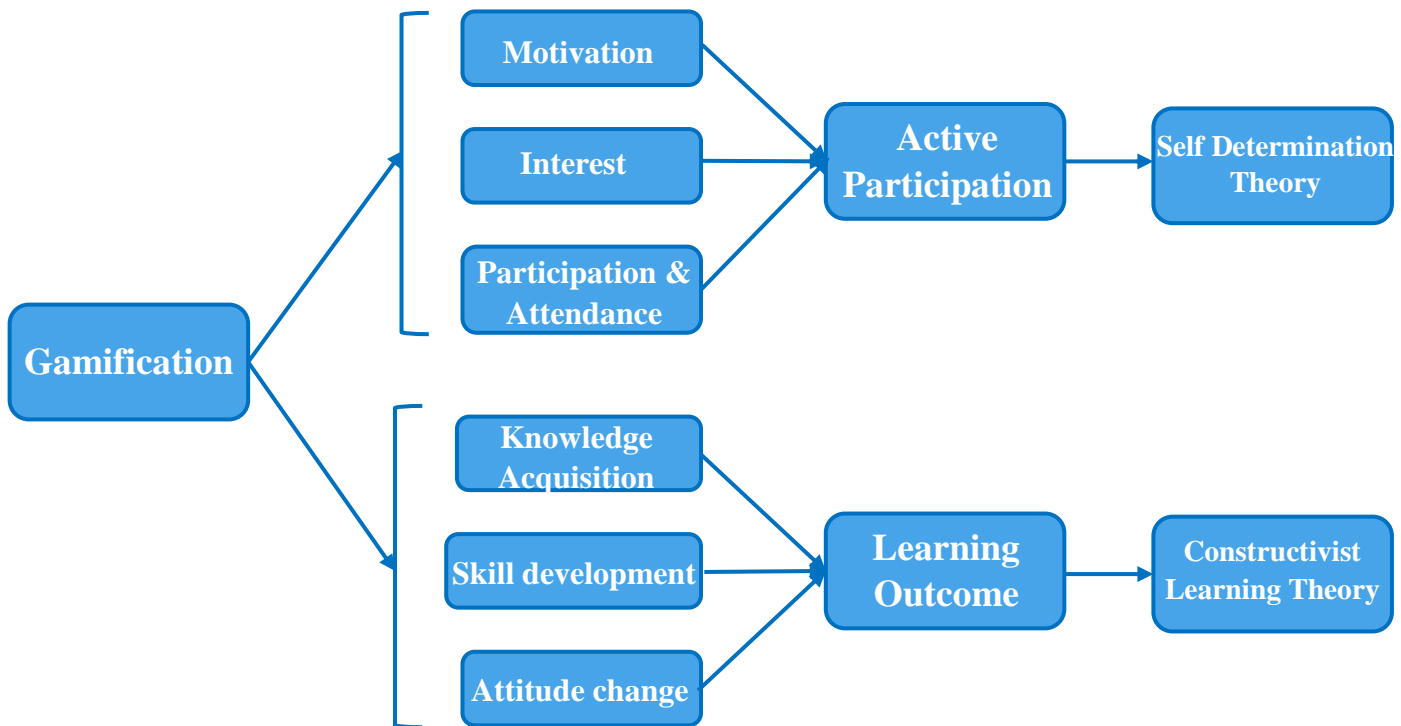 Gamification
Motivation
Interest
Participation &
Attendance
Active
Participation
Self Determination
Theory
Knowledge
Acquisition
Skill development
Attitude change
Learning
Outcome
Constructivist
Learning Theory